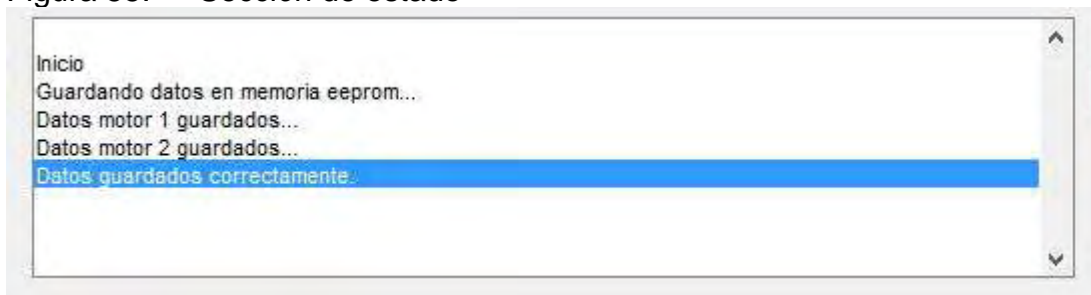 Inicio
Guardando datos en memoria eeprom...
Datos motor 1 guardados...
Datos motor 2 guardados...
Datos guardados correctamente.